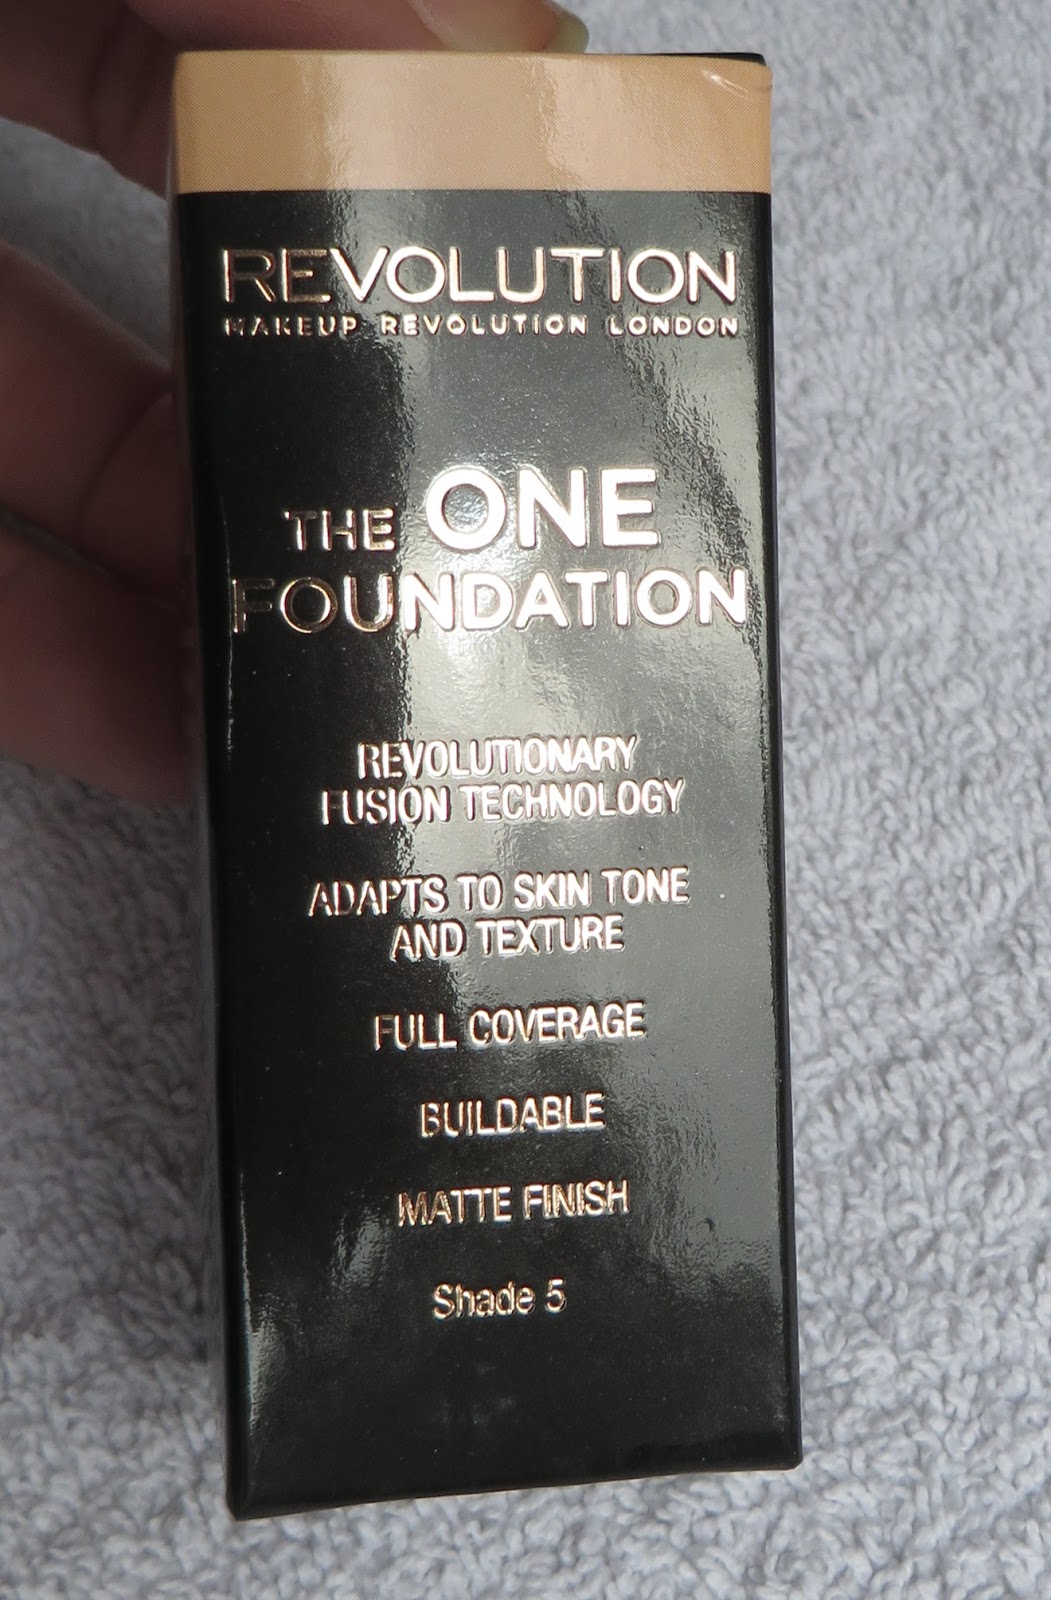 REVOLUTION
MAKEUP REVOLUTION LONDON
THE ONE
FOUNDATION
REVOLUTIONARY
FUSION TECHNOLOGY
ADAPTS TO SKIN TONE
AND TEXTURE
FULL COVERAGE
BUILDABLE
MATTE FINISH
Shade 5